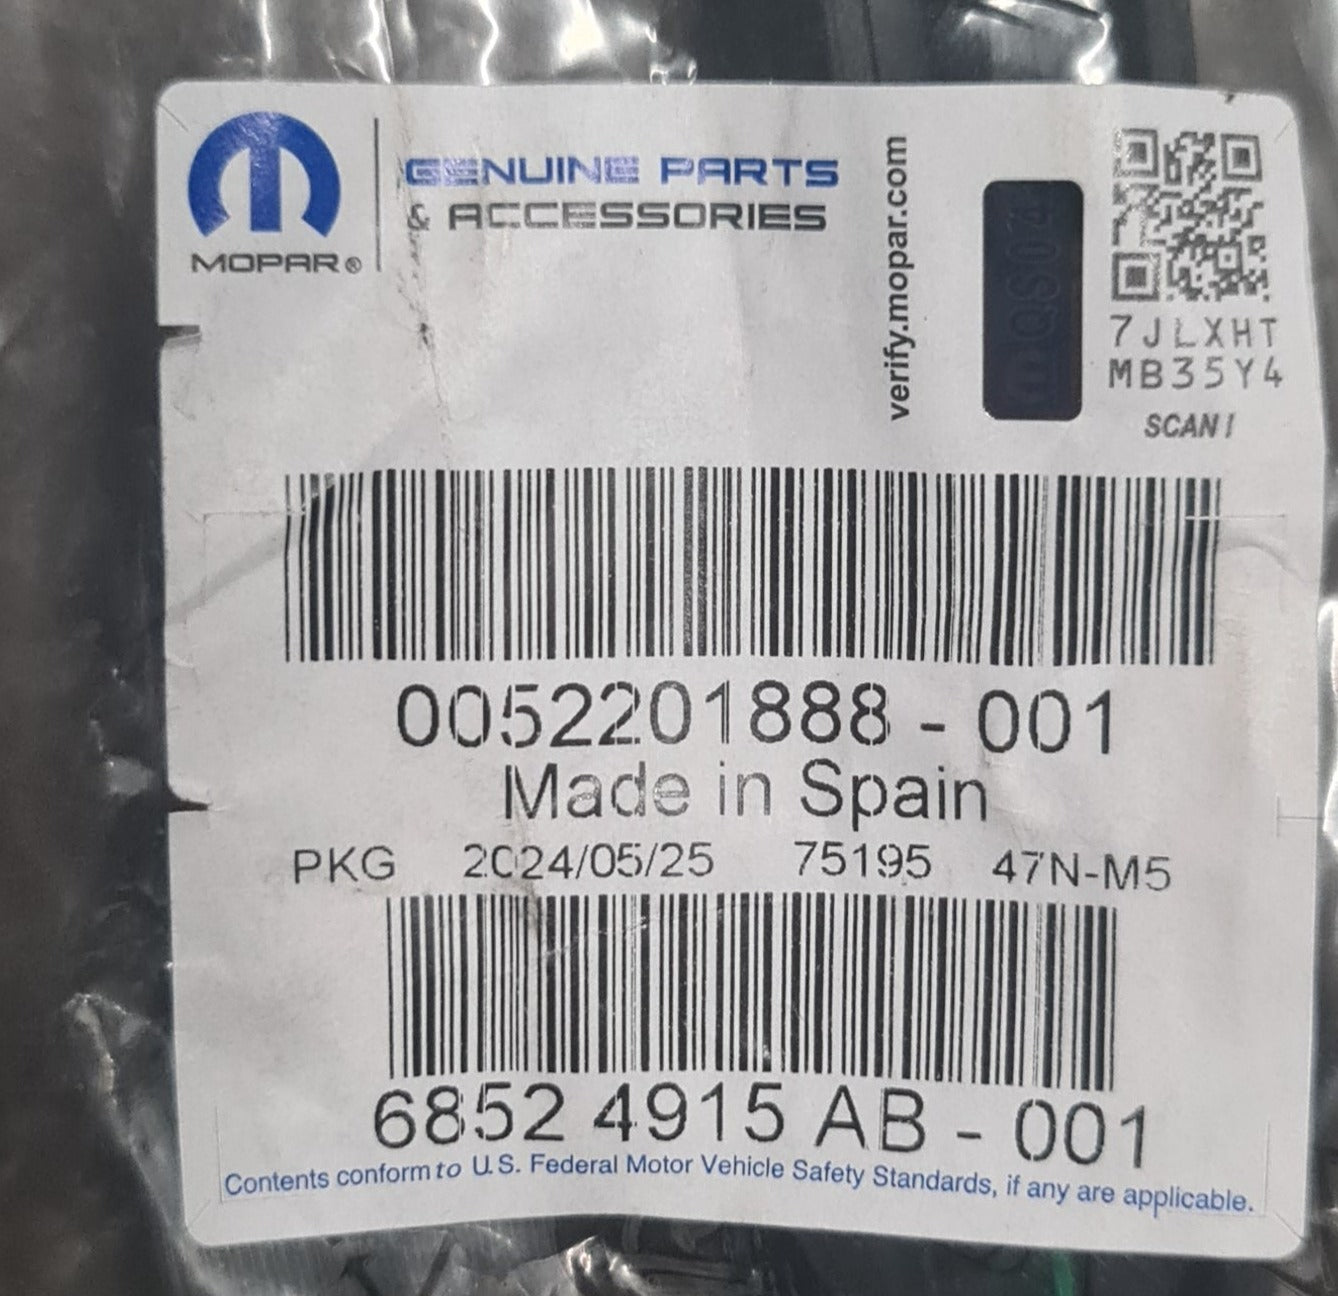 MOPAR®
GENUINE PARTS
& ACCESSORIES
verify.mopar.com
QS04
7JLXHT
MB35Y4
SCAN!
0052201888 - 001
Made in Spain
PKG 2024/05/25 75195 47N-M5
6852 4915 AB - 001
Contents conform to U.S. Federal Motor Vehicle Safety Standards, if any are applicable.